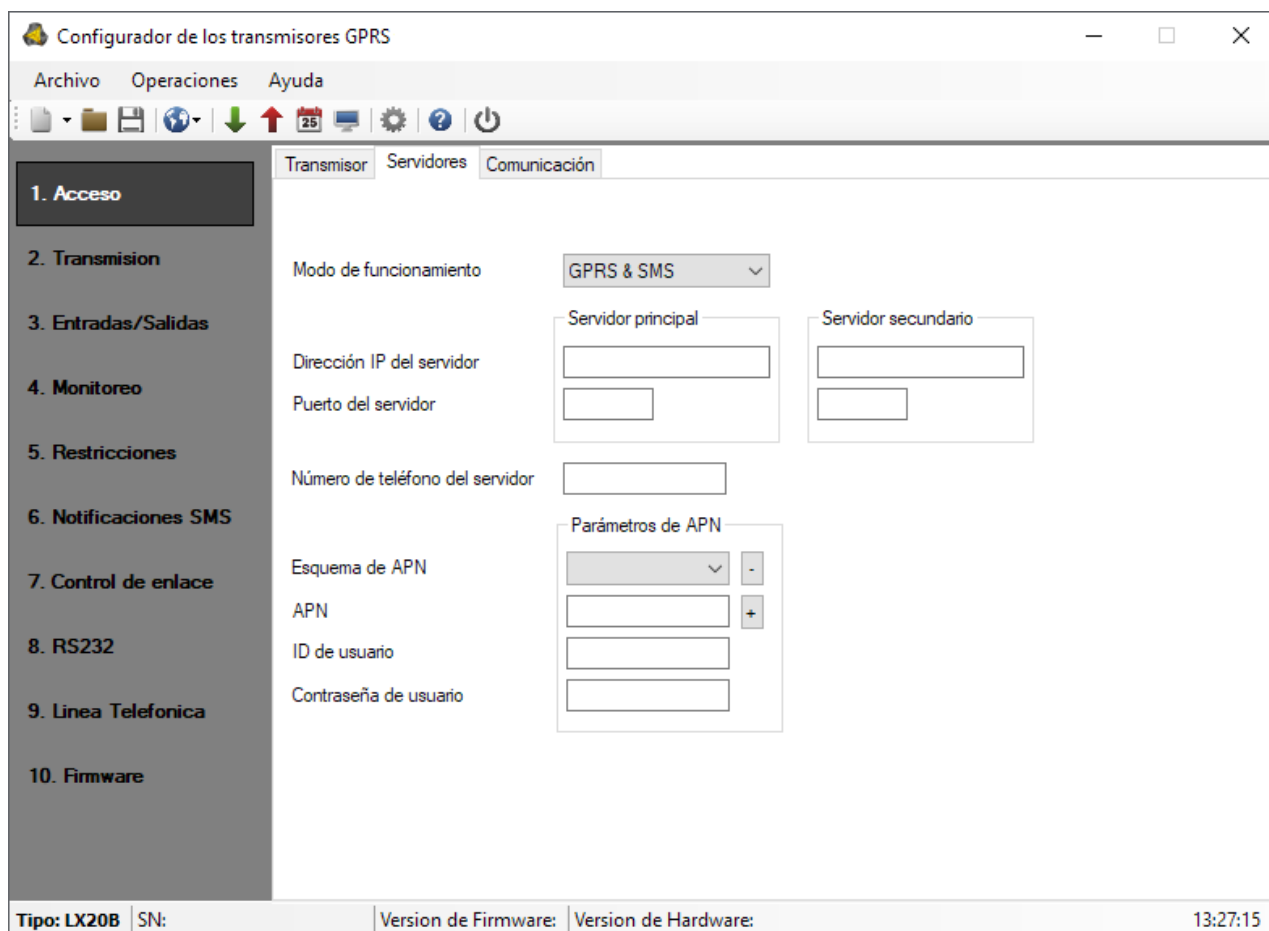 Configurador de los transmisores GPRS
Archivo Operaciones Ayuda
25
Transmisor Servidores Comunicación
1. Acceso
2. Transmision
3. Entradas/Salidas
4. Monitoreo
5. Restricciones
6. Notificaciones SMS
7. Control de enlace
8. RS232
9. Linea Telefonica
10. Firmware
Modo de funcionamiento GPRS & SMS
Servidor principal Servidor secundario
Dirección IP del servidor
Puerto del servidor
Número de teléfono del servidor
Parámetros de APN
Esquema de APN -
APN +
ID de usuario
Contraseña de usuario
Tipo: LX20B SN: Version de Firmware: Version de Hardware: 13:27:15